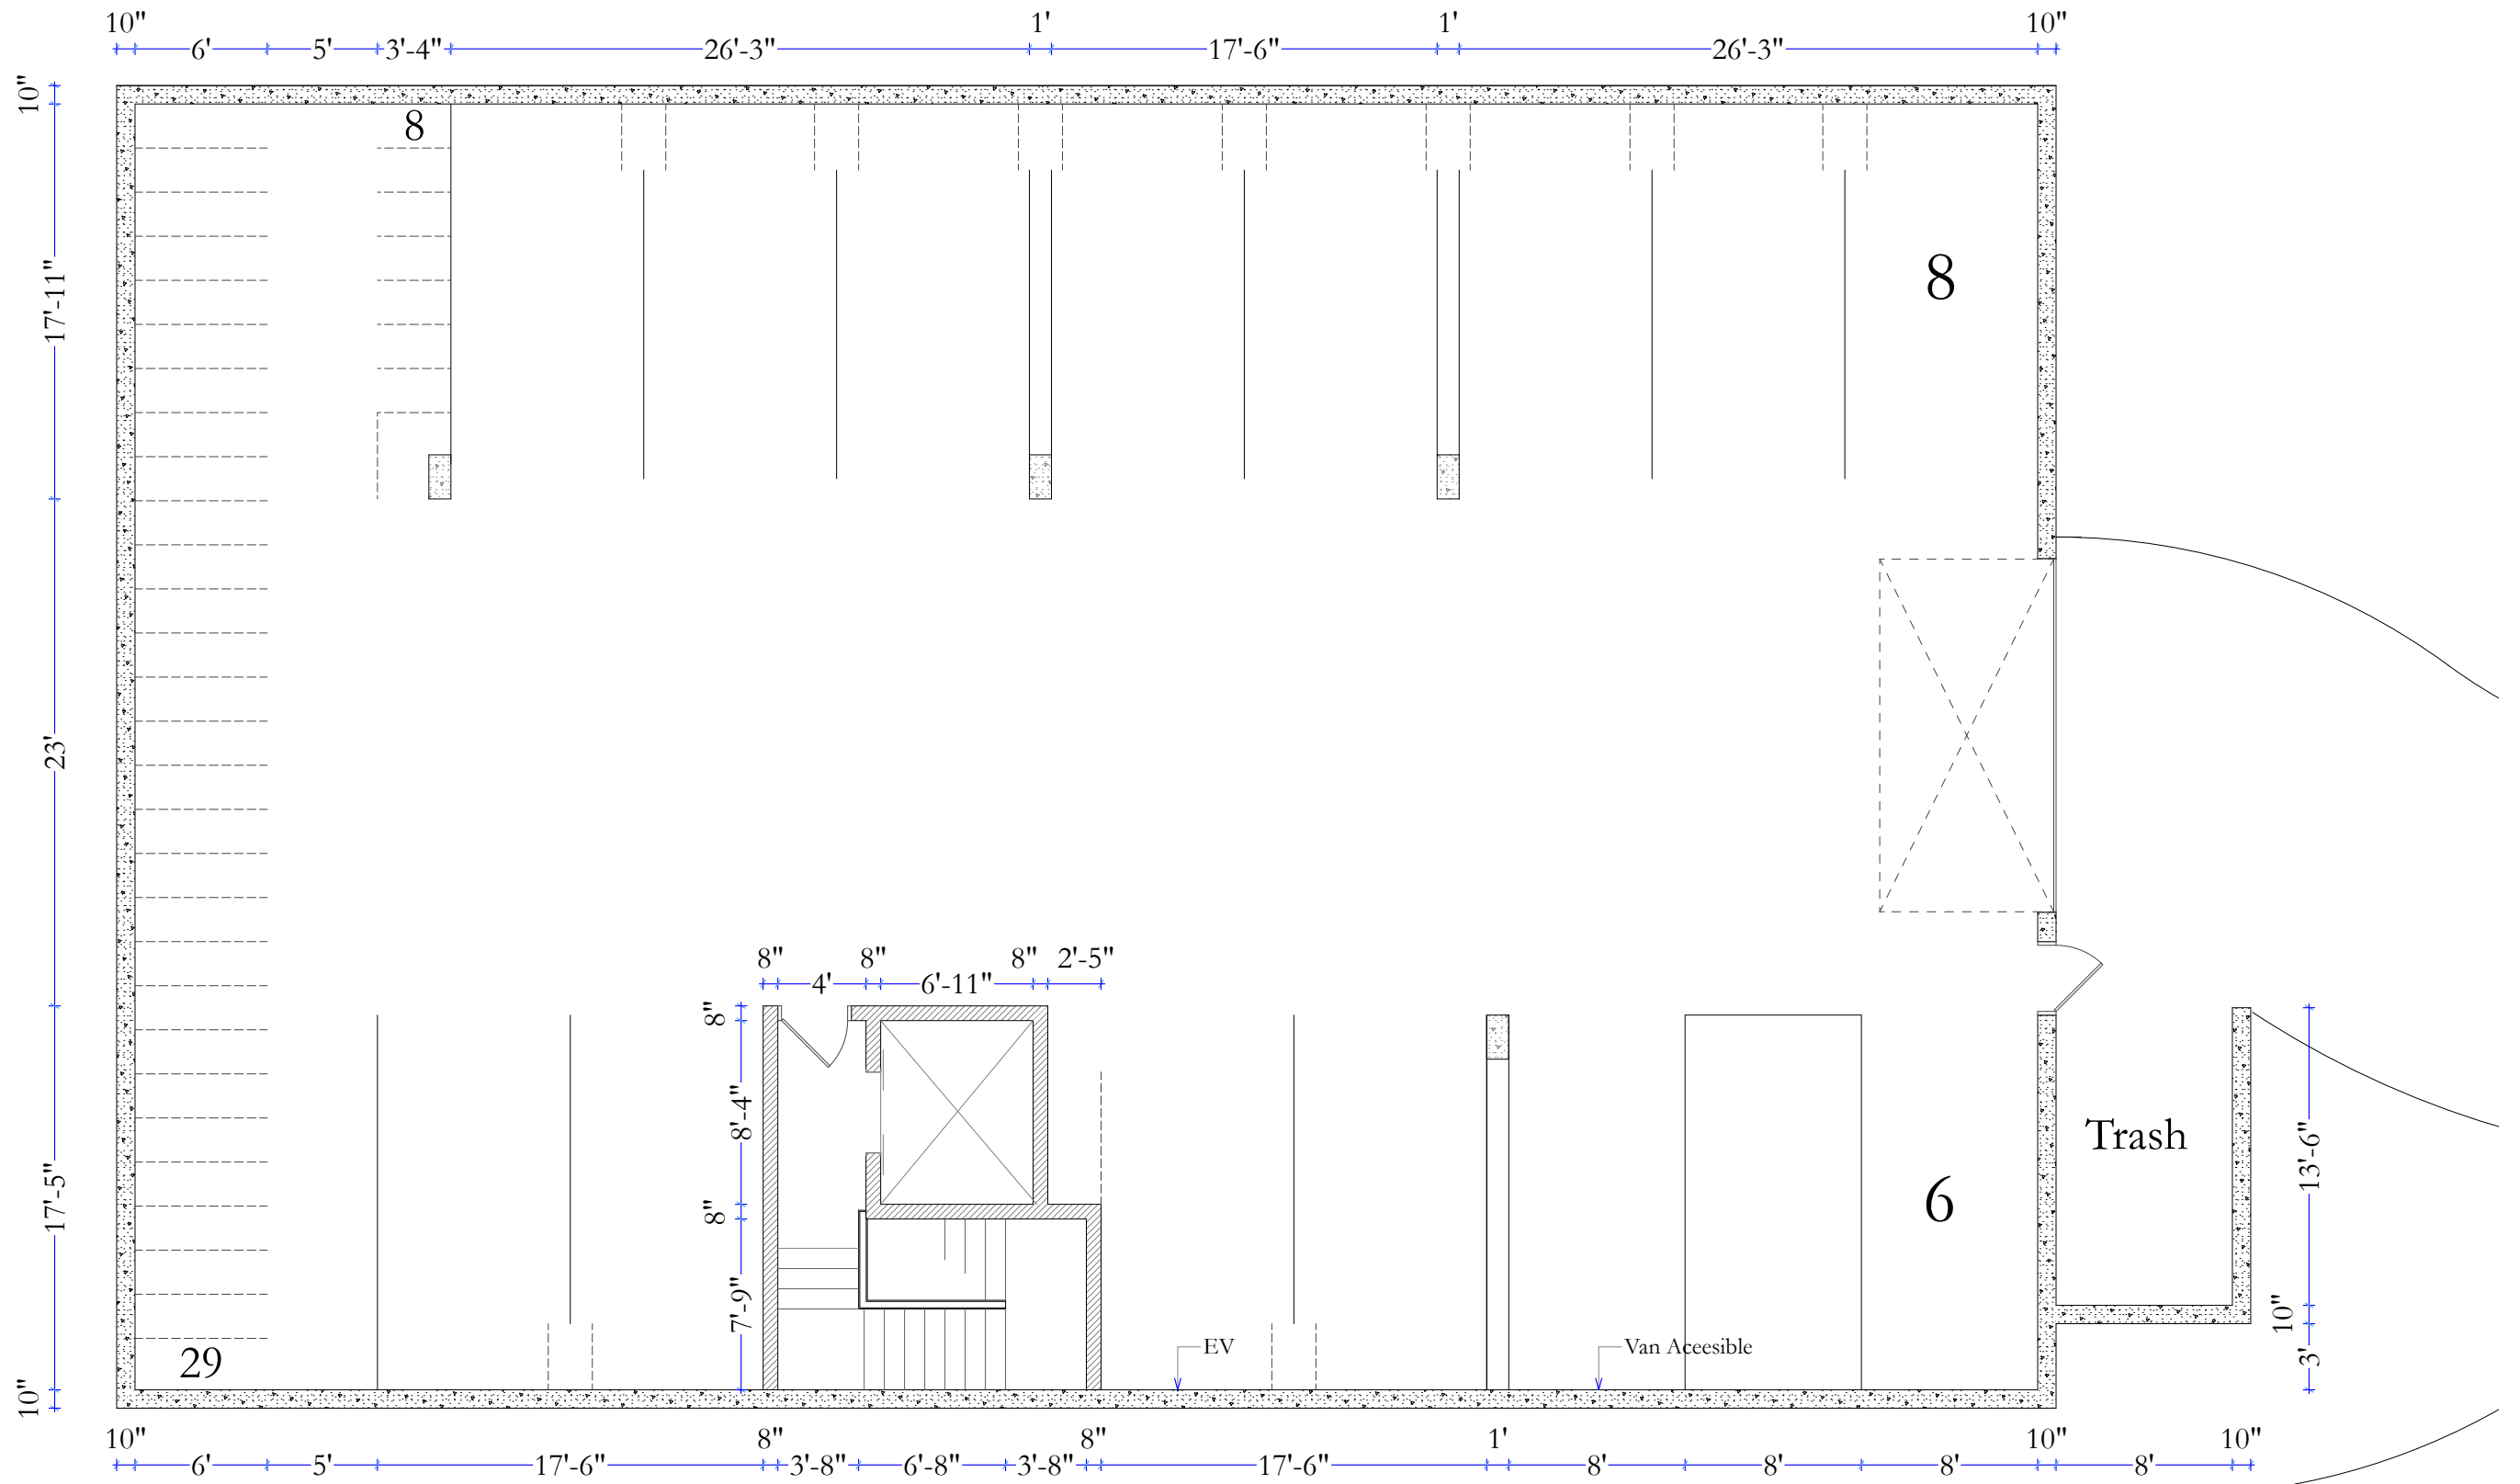 10" 1' 1' 10"
6' 5' 3'-4" 26'-3" 17'-6" 26'-3"
10"
8
17'-11"
8
23'
8" 8" 8" 2'-5"
4' 6'-11"
8"
8'-4"
Trash
13'-6"
17'-5"
8"
6
7'-9"
EV
Van Aceesible
10"
3'
29
10"
10" 8" 8" 1' 10" 10"
6' 5' 17'-6" 3'-8" 6'-8" 3'-8" 17'-6" 8' 8' 8' 8'